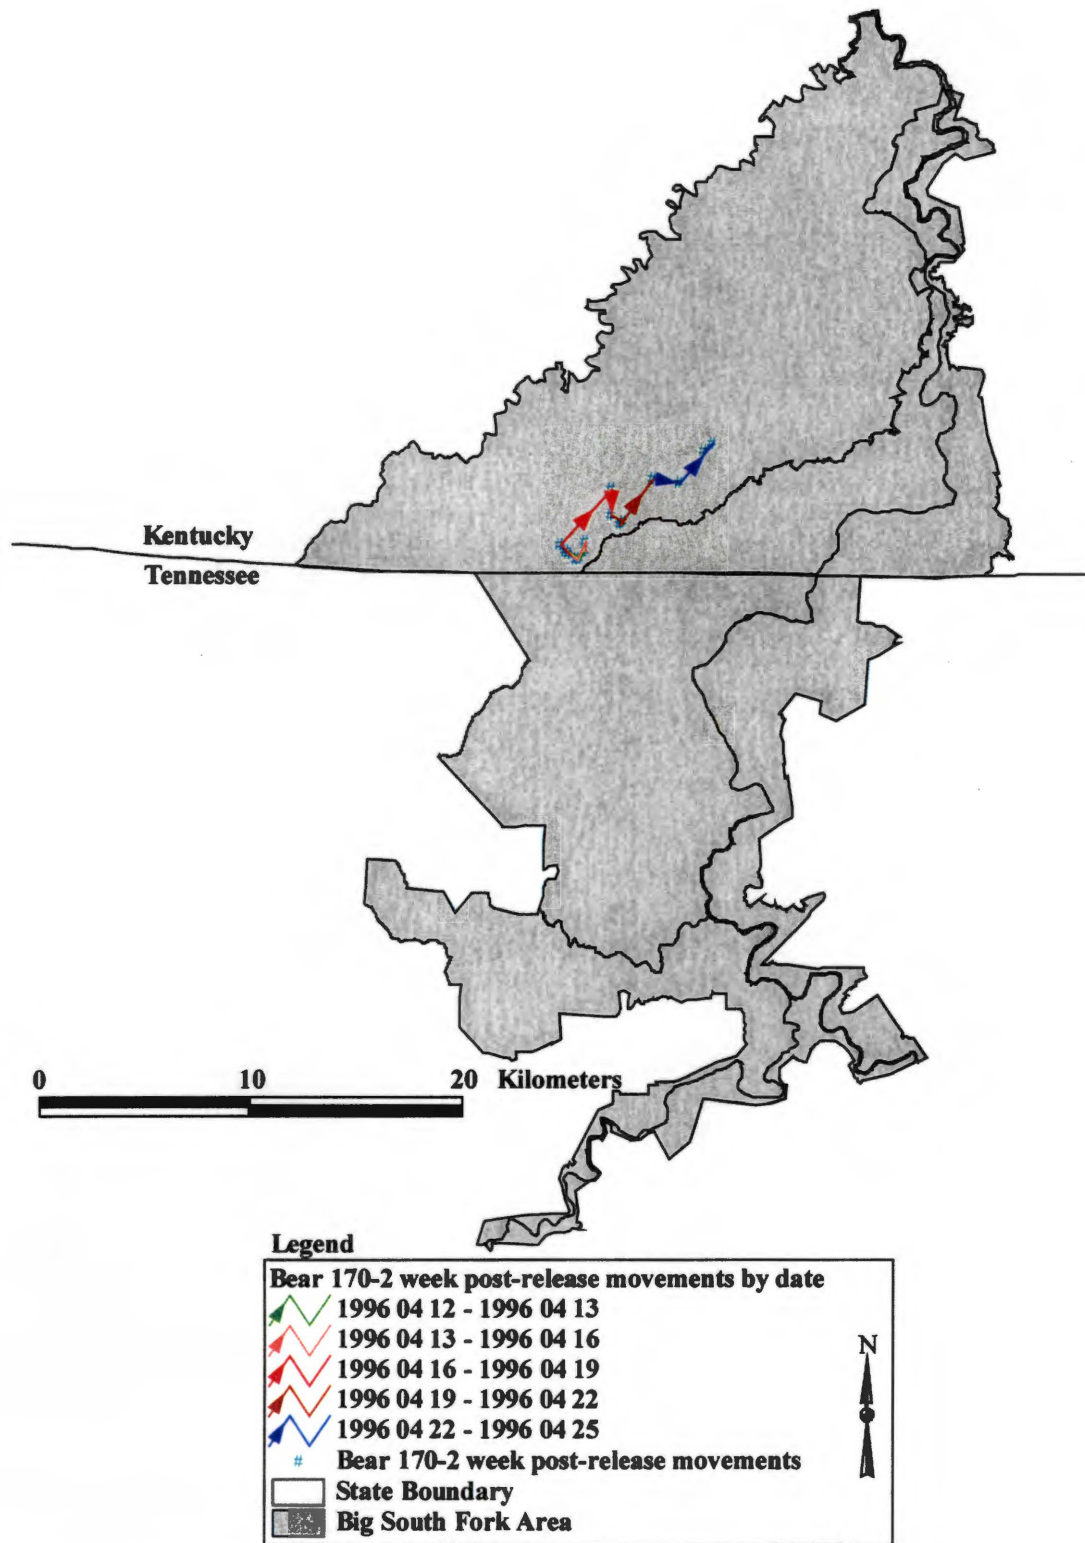 Kentucky
Tennessee
0 10 20 Kilometers
Legend
Bear 170-2 week post-release movements by date
1996 04 12 - 1996 04 13
1996 04 13 - 1996 04 16
1996 04 16 - 1996 04 19
1996 04 19 - 1996 04 22
1996 04 22 - 1996 04 25
# Bear 170-2 week post-release movements
State Boundary
Big South Fork Area
N